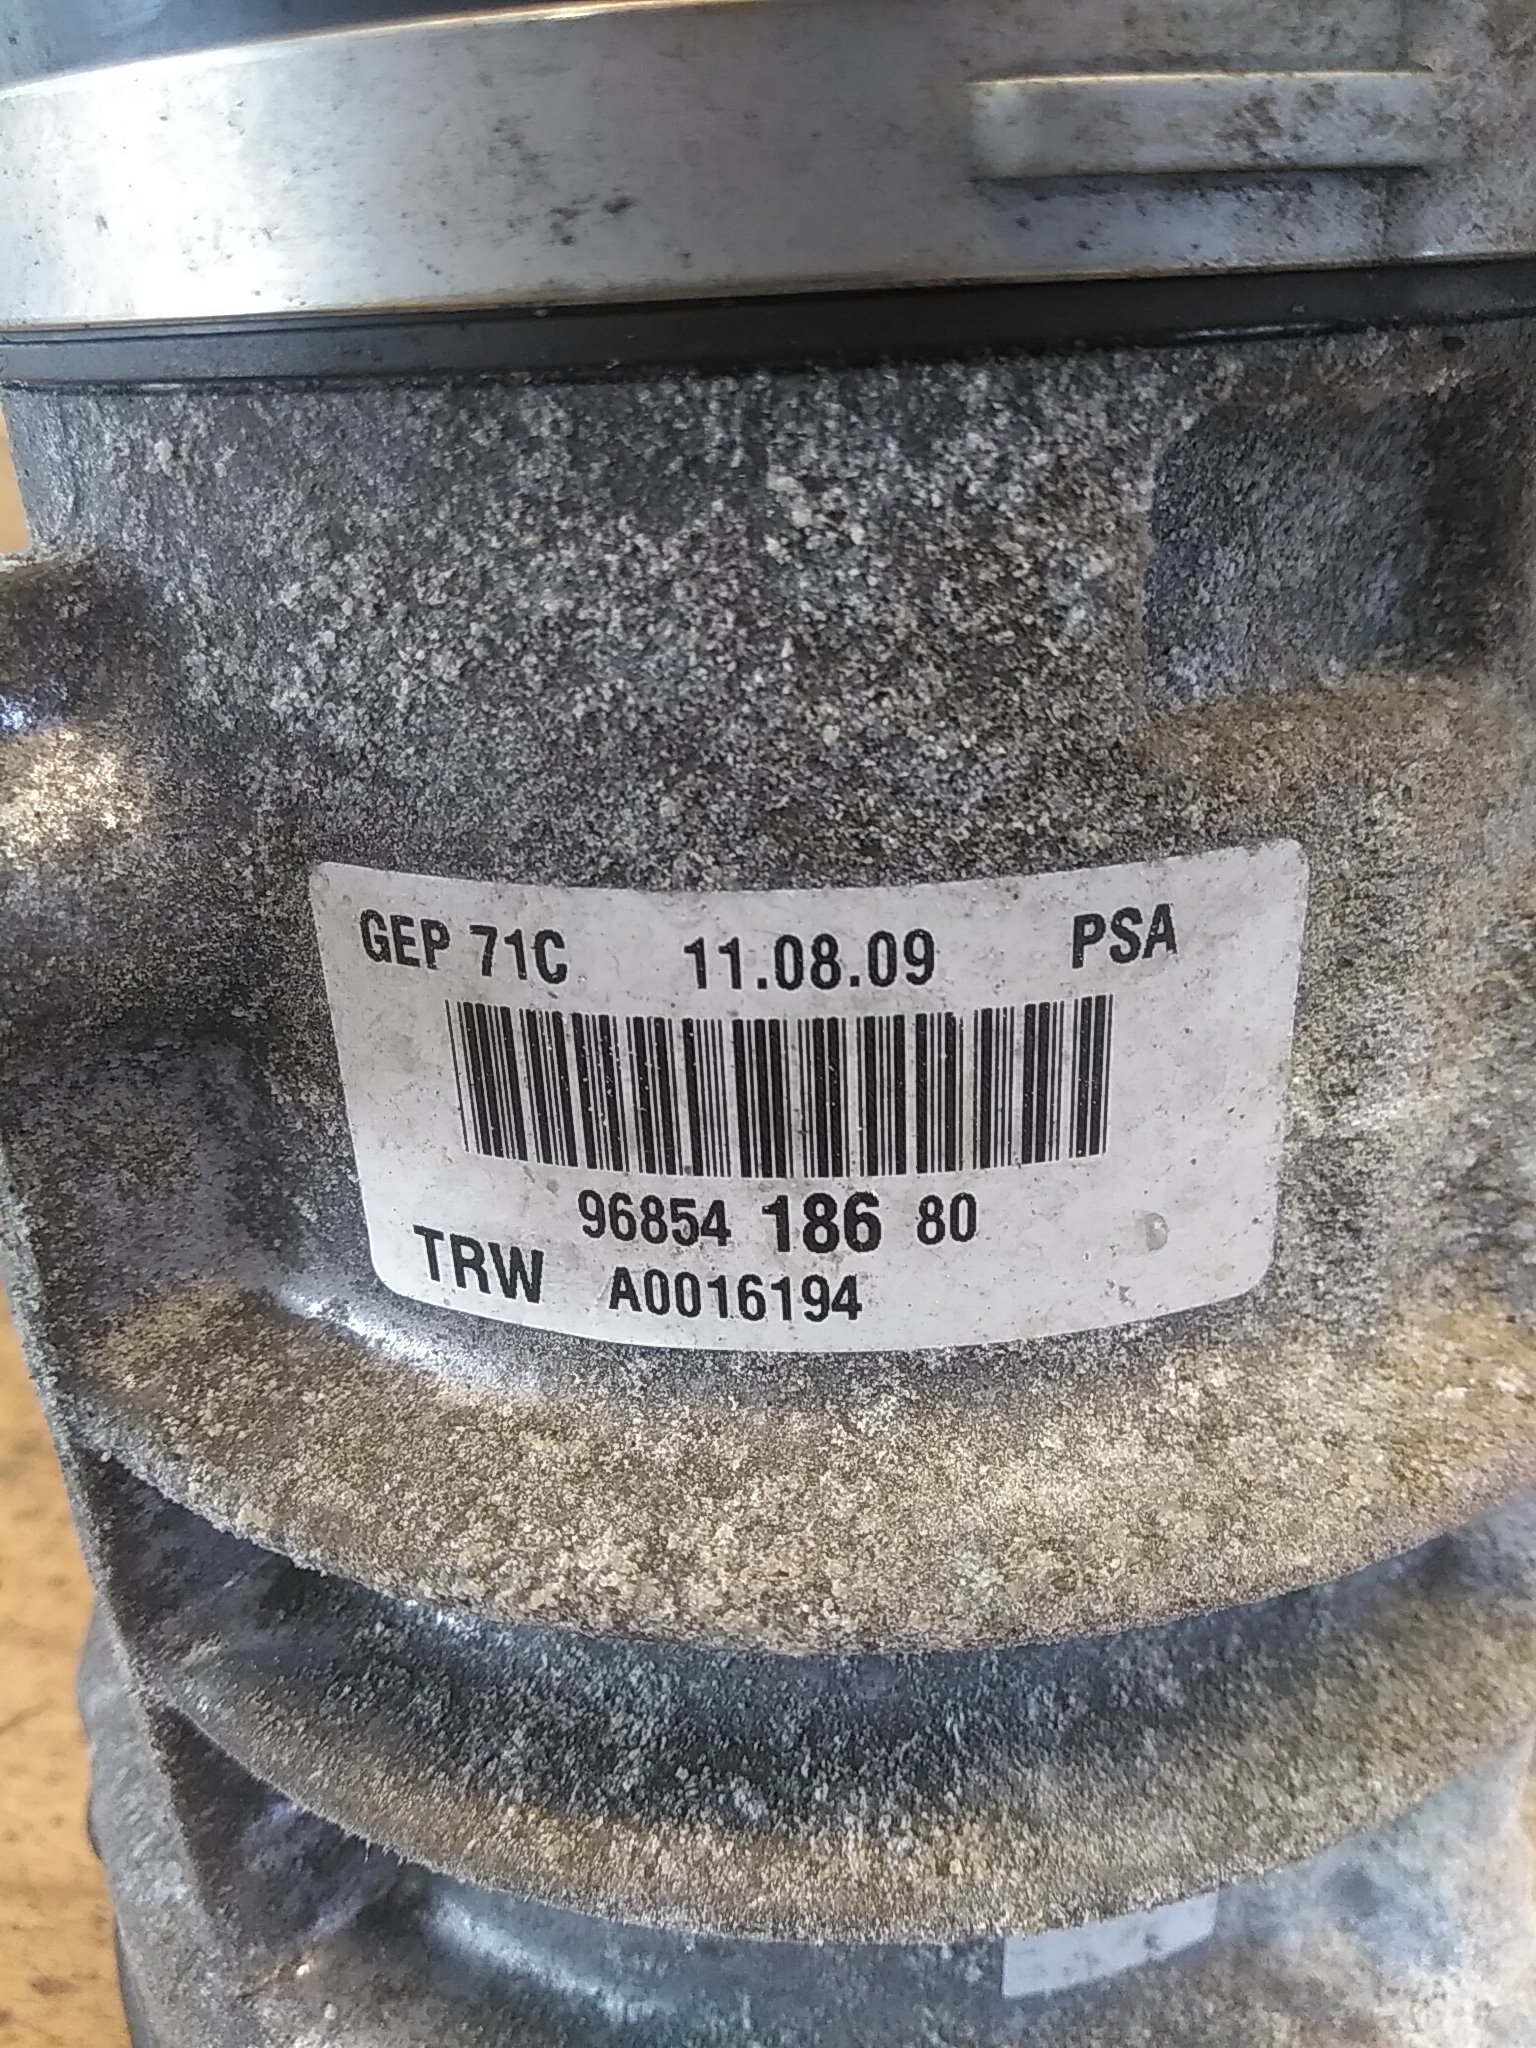 GEP 71C 11.08.09 PSA
96854 186 80
TRW A0016194